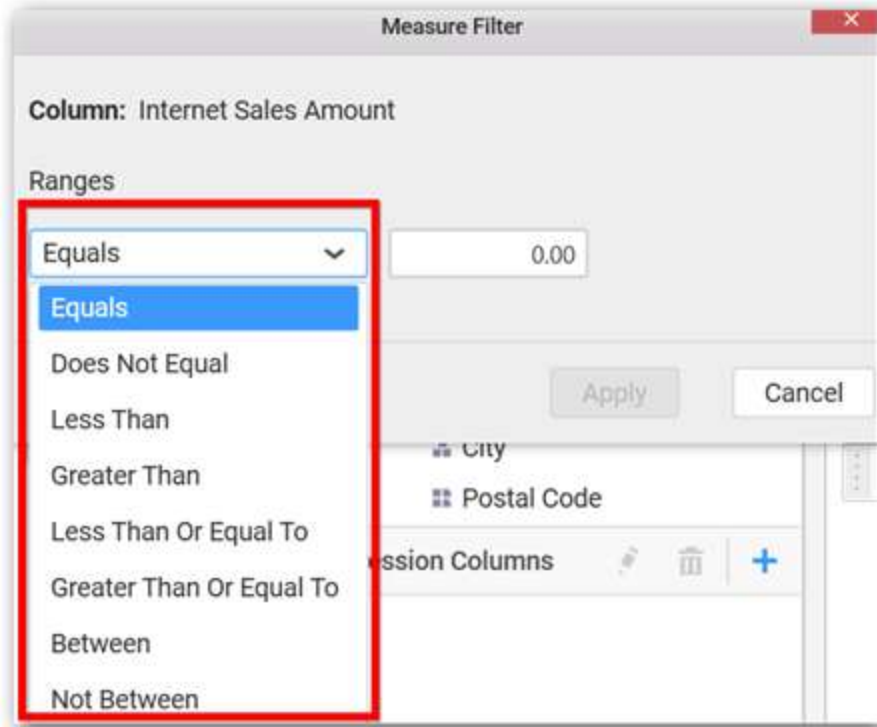 Measure Filter
Column: Internet Sales Amount
Ranges
Equals 0.00
Equals
Does Not Equal
Apply Cancel
Less Than
City
Greater Than
Postal Code
Less Than Or Equal To
ession Columns
Greater Than Or Equal To
Between
Not Between